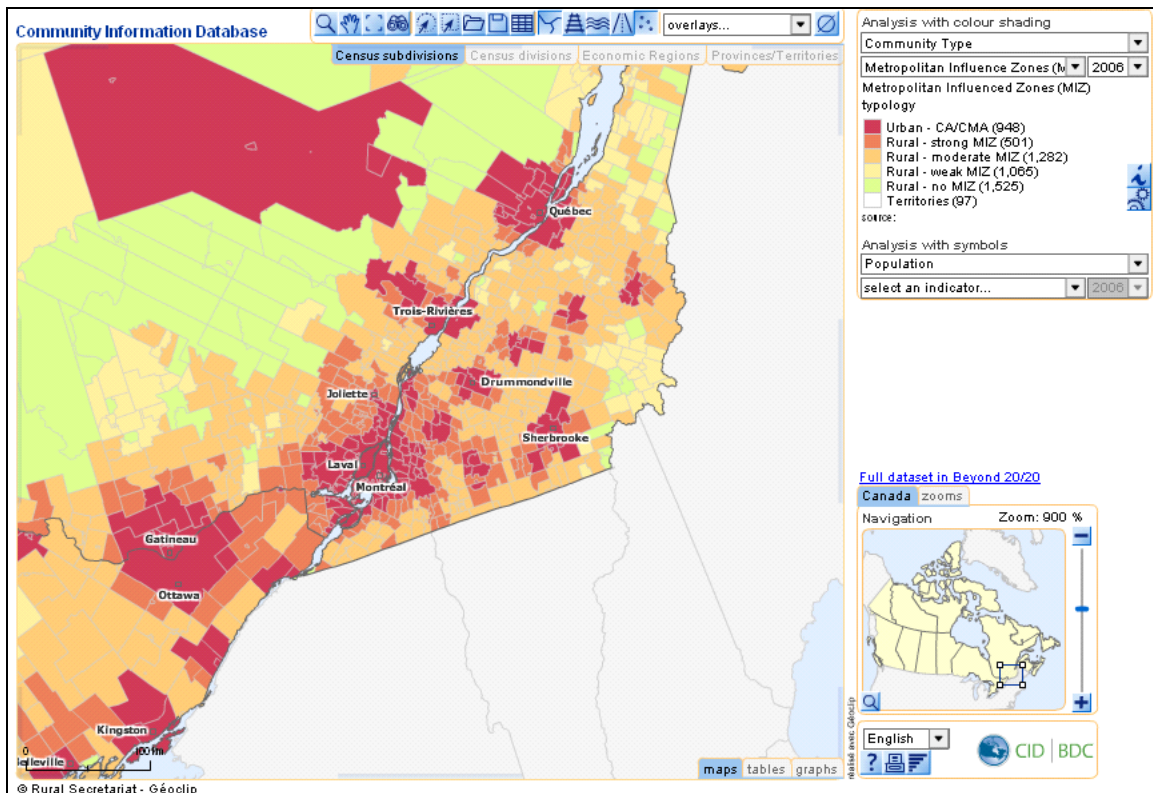 Community Information Database
overlays...
Census subdivisions
Census divisions
Economic Regions
Provinces/Territories
Québec
Trois-Rivières
Drummondville
Joliette
Sherbrooke
Laval
Montréal
Gatineau
Ottawa
Kingston
elleville
0
100 km
maps
tables
graphs
© Rural Secretariat - Géoclip
réalisé avec Géoclip
Analysis with colour shading
Community Type
Metropolitan Influence Zones (M
2006
Metropolitan Influenced Zones (MIZ)
typology
Urban - CA/CMA (948)
Rural - strong MIZ (501)
Rural - moderate MIZ (1,282)
Rural - weak MIZ (1,065)
Rural - no MIZ (1,525)
Territories (97)
source:
Analysis with symbols
Population
select an indicator...
2006
Full dataset in Beyond 20/20
Canada
zooms
Navigation
Zoom: 900 %
English
CID | BDC